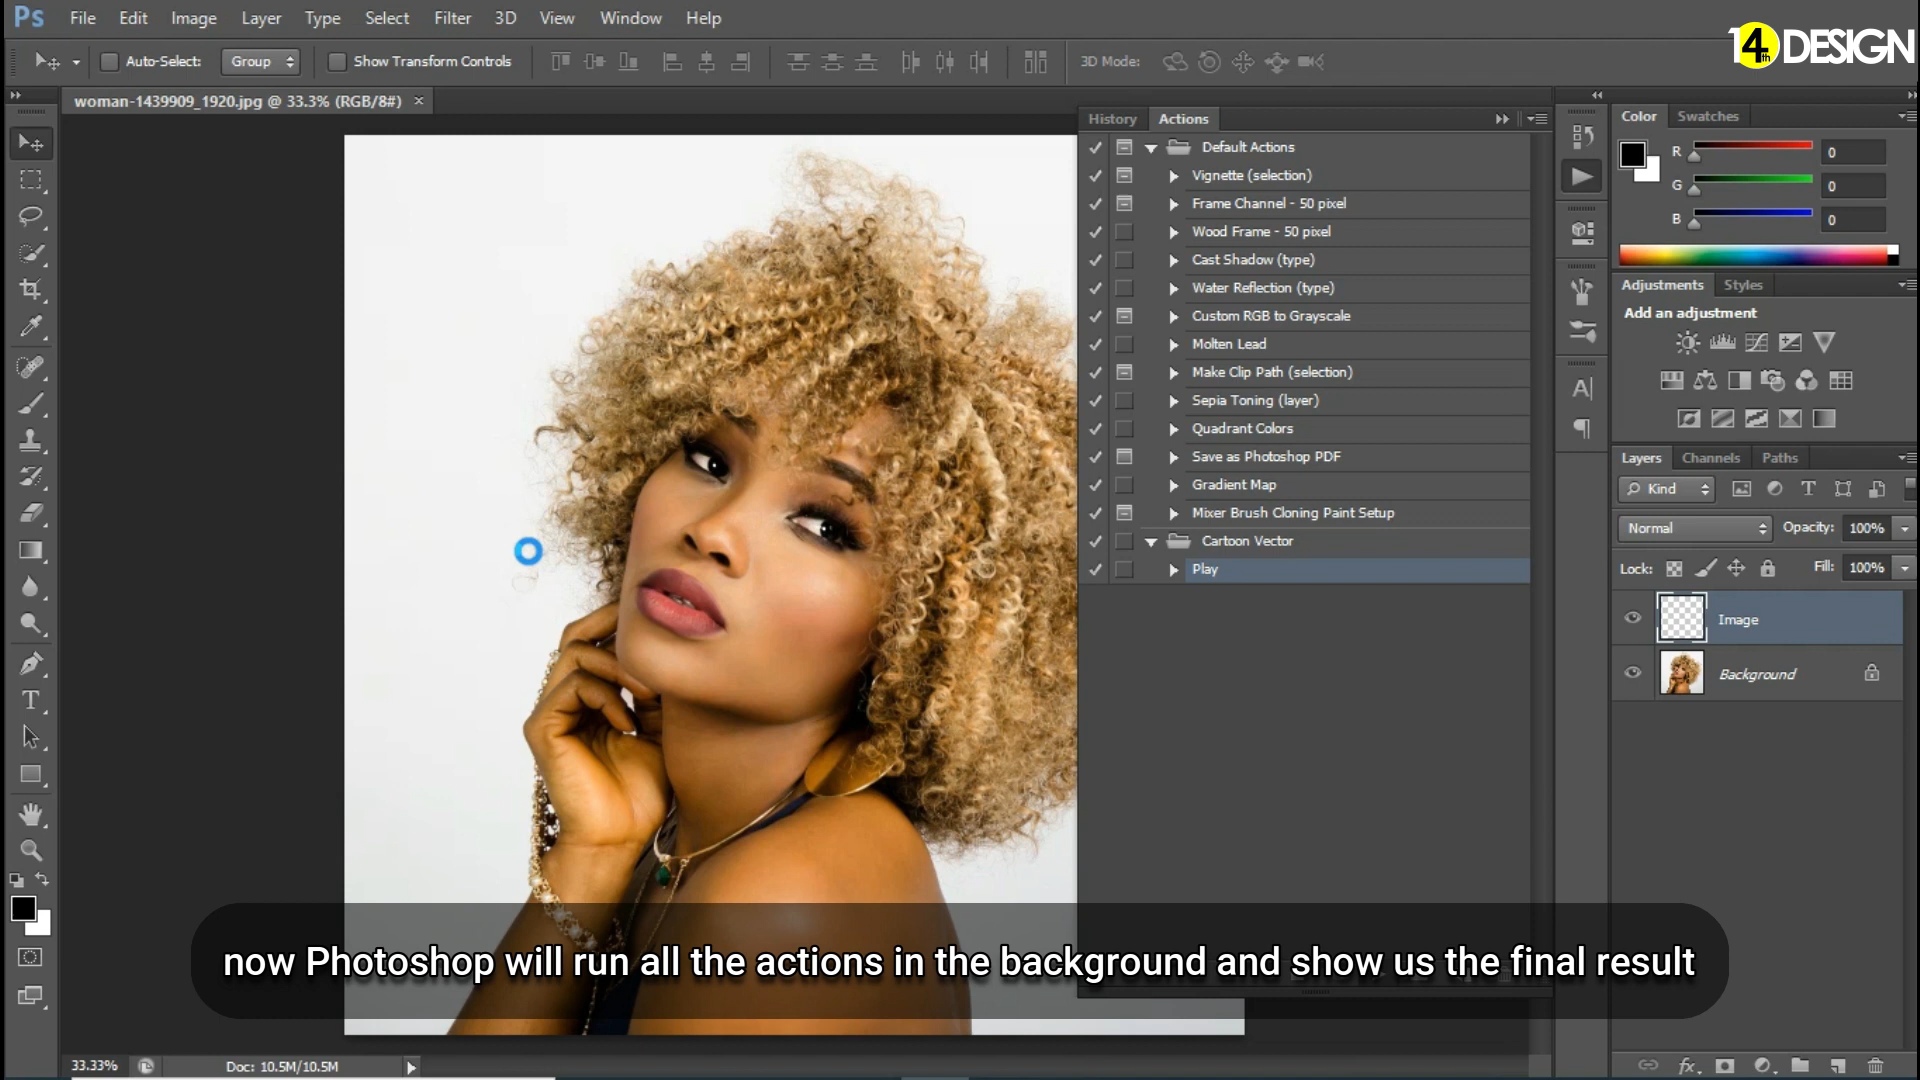 Ps File Edit Image Layer Type Select Filter 3D View Window Help
14th DESIGN
Auto-Select: Group Show Transform Controls 3D Mode:
woman-1439909_1920.jpg @ 33.3% (RGB/8#) ×
History Actions
Default Actions
Vignette (selection)
Frame Channel - 50 pixel
Wood Frame - 50 pixel
Cast Shadow (type)
Water Reflection (type)
Custom RGB to Grayscale
Molten Lead
Make Clip Path (selection)
Sepia Toning (layer)
Quadrant Colors
Save as Photoshop PDF
Gradient Map
Mixer Brush Cloning Paint Setup
Cartoon Vector
Play
Color Swatches
R 0
G 0
B 0
Adjustments Styles
Add an adjustment
Layers Channels Paths
Kind
Normal Opacity: 100%
Lock: Fill: 100%
Image
Background
now Photoshop will run all the actions in the background and show us the final result
33.33% Doc: 10.5M/10.5M